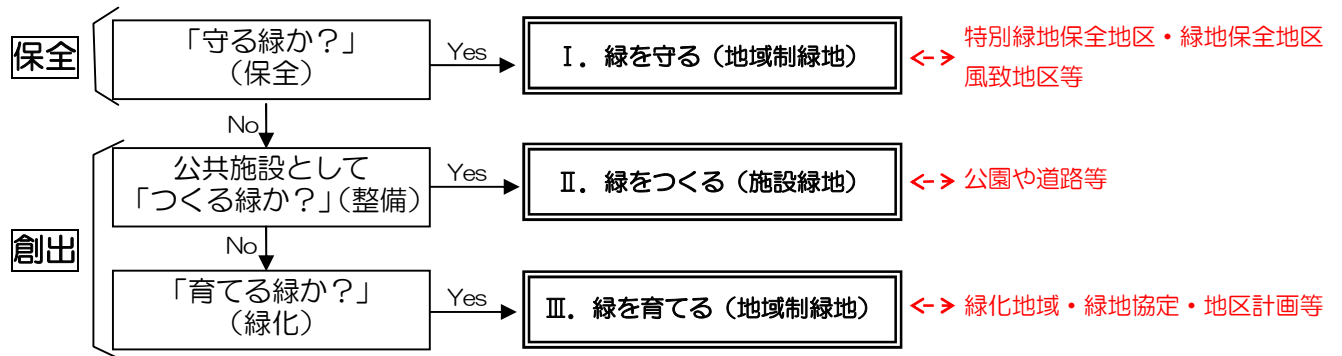 保全
「守る緑か？」
（保全）
Yes
Ⅰ．緑を守る（地域制緑地）
特別緑地保全地区・緑地保全地区
風致地区等
No
創出
公共施設として
「つくる緑か？」（整備）
Yes
Ⅱ．緑をつくる（施設緑地）
公園や道路等
No
「育てる緑か？」
（緑化）
Yes
Ⅲ．緑を育てる（地域制緑地）
緑化地域・緑地協定・地区計画等